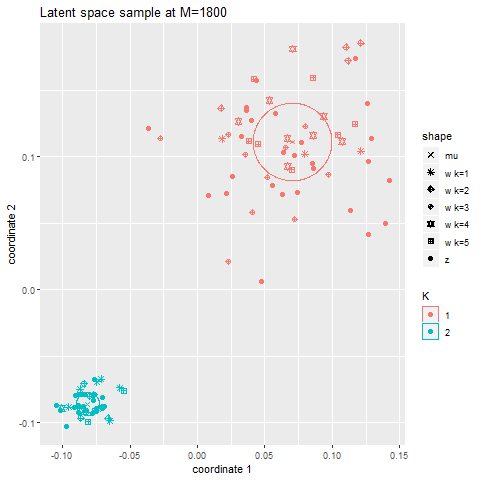 Latent space sample at M=1800
coordinate 2
0.1
0.0
-0.1
-0.10
-0.05
0.00
0.05
0.10
0.15
coordinate 1
shape
mu
w k=1
w k=2
w k=3
w k=4
w k=5
z
K
1
2